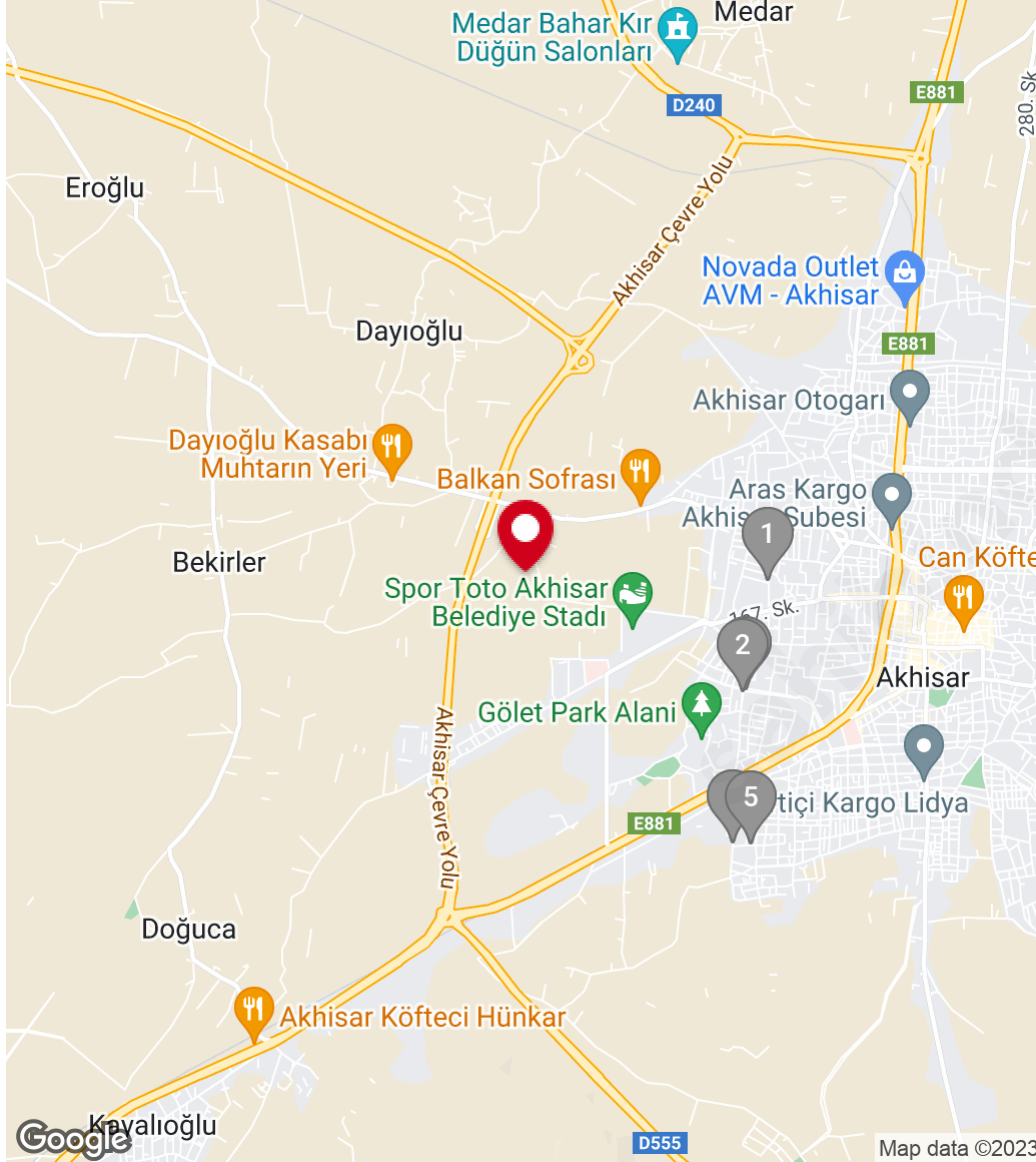 Medar
Medar Bahar Kır
Düğün Salonları
E881
D240
280. Sk.
Eroğlu
Akhisar Çevre Yolu
Novada Outlet
AVM - Akhisar
Dayıoğlu
E881
Akhisar Otogarı
Dayıoğlu Kasabı
Muhtarın Yeri
Balkan Sofrası
Aras Kargo
Akhisar Şubesi
1
Bekirler
Can Köfte
Spor Toto Akhisar
Belediye Stadı
167. Sk.
2
Akhisar
Gölet Park Alani
Akhisar Çevre Yolu
5
tiçi Kargo Lidya
E881
Doğuca
Akhisar Köfteci Hünkar
Kayalıoğlu
Google
D555
Map data ©2023